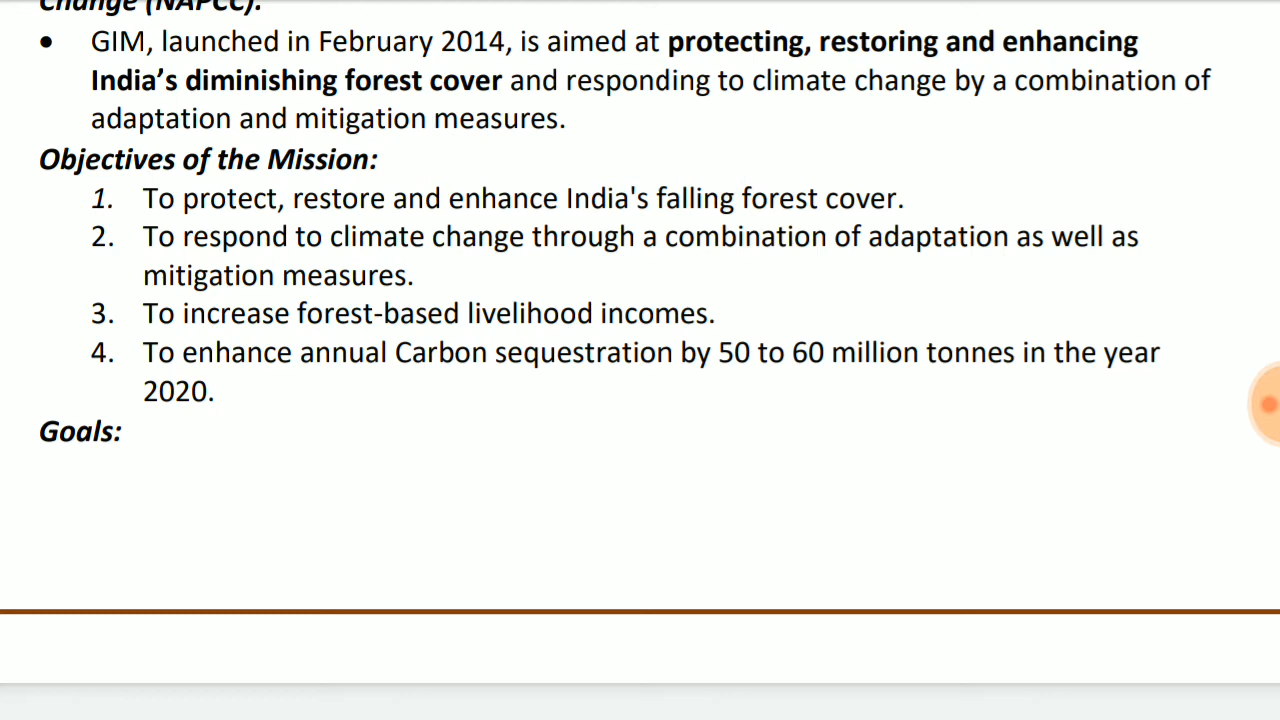 Change (NAPCC).
• GIM, launched in February 2014, is aimed at protecting, restoring and enhancing
India’s diminishing forest cover and responding to climate change by a combination of
adaptation and mitigation measures.
Objectives of the Mission:
1. To protect, restore and enhance India's falling forest cover.
2. To respond to climate change through a combination of adaptation as well as
mitigation measures.
3. To increase forest-based livelihood incomes.
4. To enhance annual Carbon sequestration by 50 to 60 million tonnes in the year
2020.
Goals: